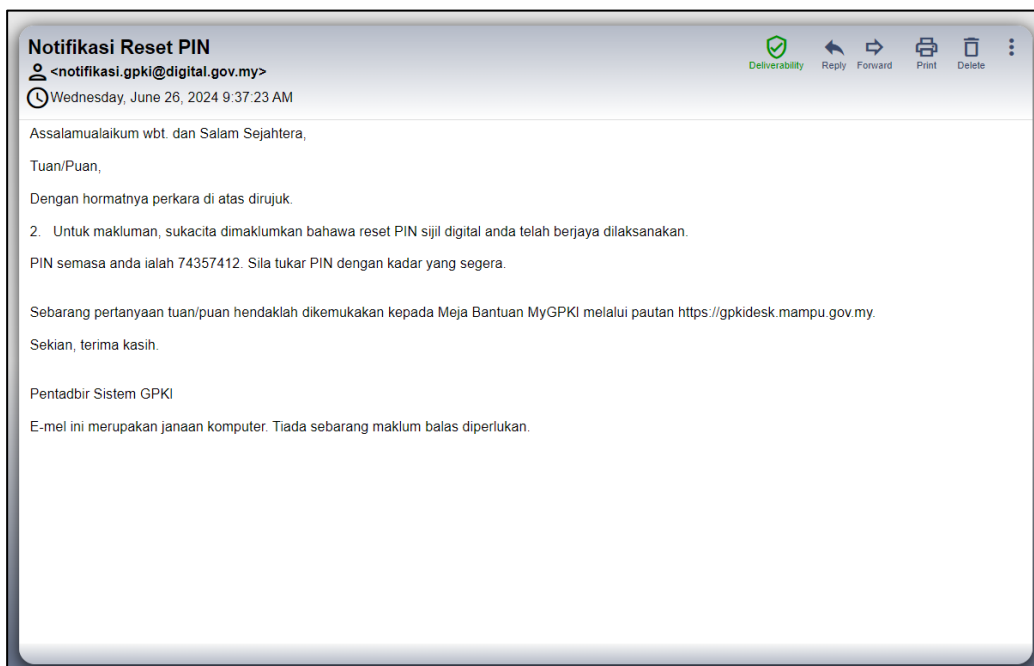 Notifikasi Reset PIN
<notifikasi.gpki@digital.gov.my>
Wednesday, June 26, 2024 9:37:23 AM
Deliverability Reply Forward Print Delete
Assalamualaikum wbt. dan Salam Sejahtera,
Tuan/Puan,
Dengan hormatnya perkara di atas dirujuk.
2. Untuk makluman, sukacita dimaklumkan bahawa reset PIN sijil digital anda telah berjaya dilaksanakan.
PIN semasa anda ialah 74357412. Sila tukar PIN dengan kadar yang segera.
Sebarang pertanyaan tuan/puan hendaklah dikemukakan kepada Meja Bantuan MyGPKI melalui pautan https://gpkidesk.mampu.gov.my.
Sekian, terima kasih.
Pentadbir Sistem GPKI
E-mel ini merupakan janaan komputer. Tiada sebarang maklum balas diperlukan.